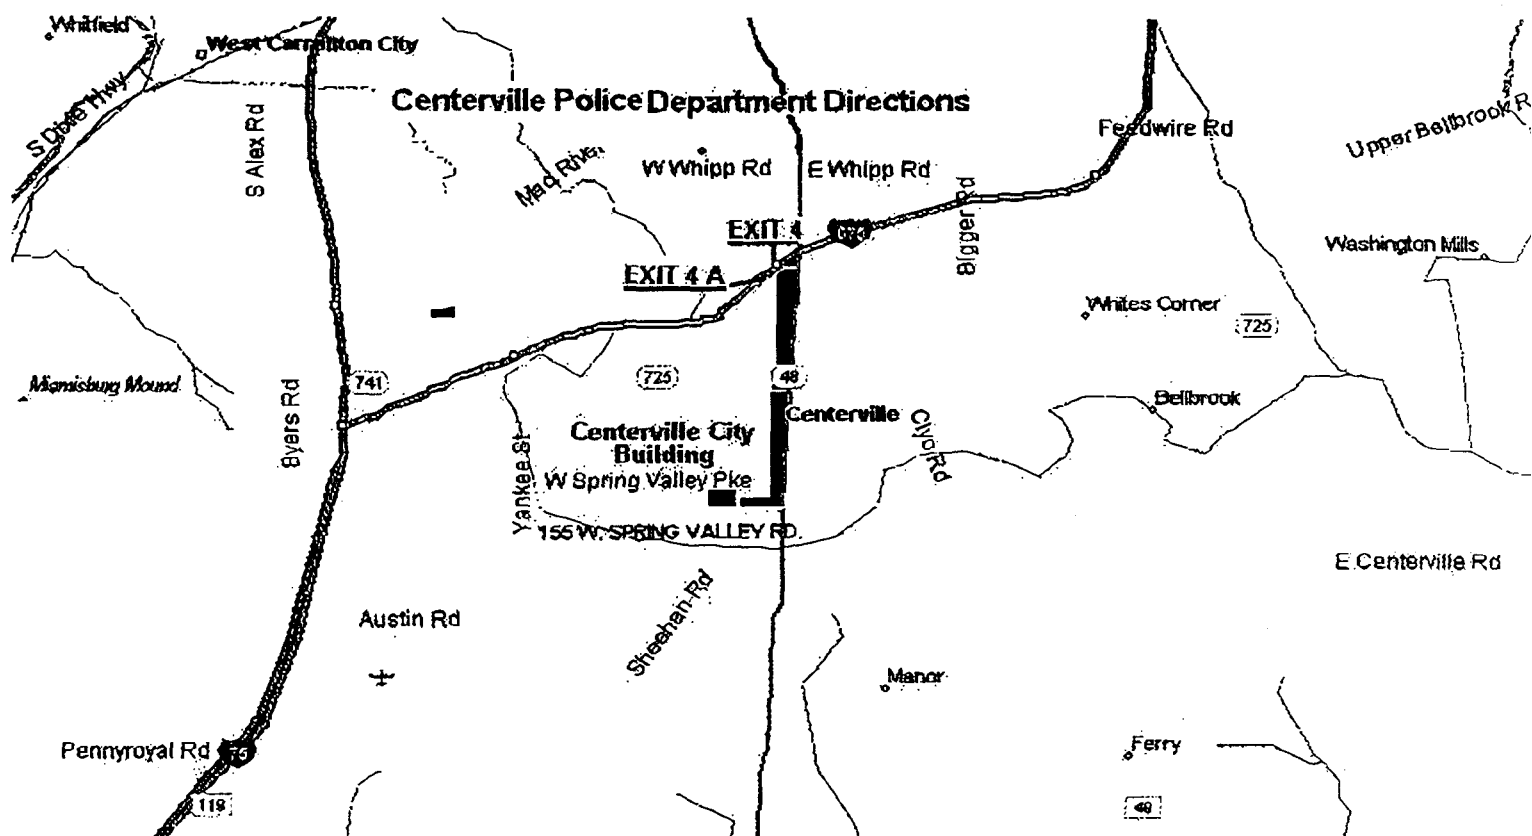 Whitfield
West Carrollton City
S Dixie Hwy
S Alex Rd
Centerville Police Department Directions
Feedwire Rd
Upper Bellbrook R
Mad River
W Whipp Rd
E Whipp Rd
Bigger Rd
EXIT 4
675
EXIT 4 A
Washington Mills
Whites Corner
725
Miamisburg Mound
Byers Rd
741
725
48
Bellbrook
Centerville
Clyo Rd
Centerville City
Building
Yankee St
W Spring Valley Pke
155 W. SPRING VALLEY RD.
E Centerville Rd
Sheehan Rd
Austin Rd
Manor
Pennyroyal Rd
75
Ferry
119
48